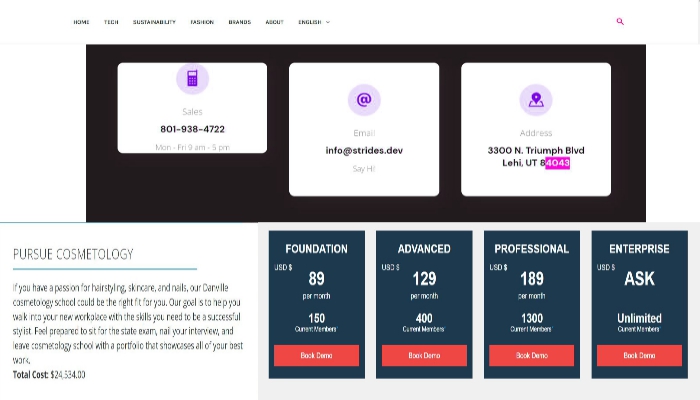 HOME TECH SUSTAINABILITY FASHION BRANDS ABOUT ENGLISH
Sales
801-938-4722
Mon - Fri 9 am - 5 pm
@
Email
info@strides.dev
Say Hi!
Address
3300 N. Triumph Blvd
Lehi, UT 84043
PURSUE COSMETOLOGY
If you have a passion for hairstyling, skincare, and nails, our Danville
cosmetology school could be the right fit for you. Our goal is to help you
walk into your new workplace with the skills you need to be a successful
stylist. Feel prepared to sit for the state exam, nail your interview, and
leave cosmetology school with a portfolio that showcases all of your best
work.
Total Cost: $24,534.00
FOUNDATION
USD $
89
per month
150
Current Members*
Book Demo
ADVANCED
USD $
129
per month
400
Current Members*
Book Demo
PROFESSIONAL
USD $
189
per month
1300
Current Members*
Book Demo
ENTERPRISE
USD $
ASK
Unlimited
Current Members*
Book Demo